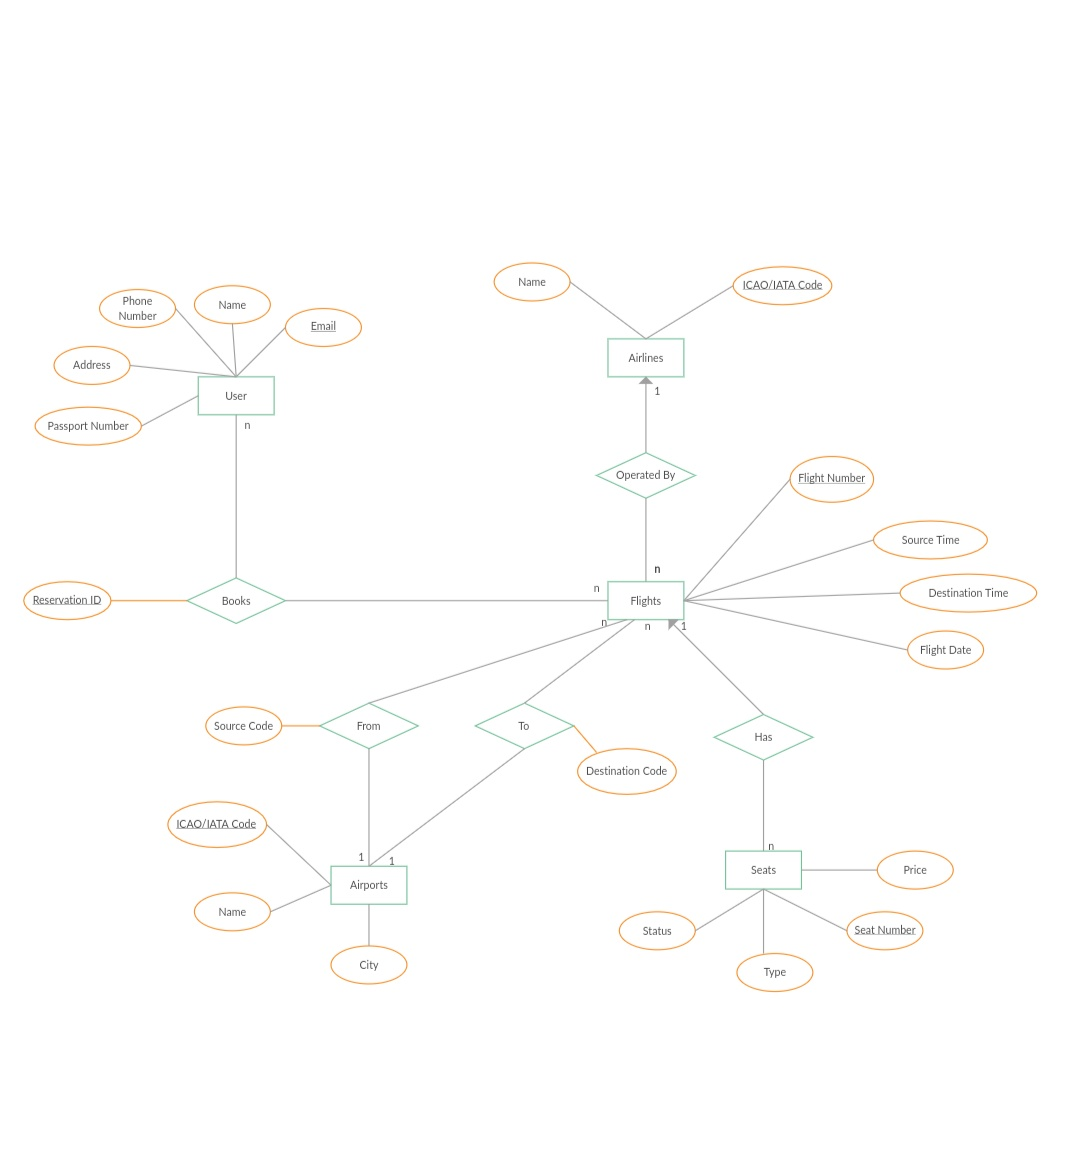 Name
ICAO/IATA Code
Phone
Number
Name
Email
Address
Airlines
User
1
Passport Number
n
Operated By
Flight Number
Source Time
n
n
Destination Time
Reservation ID
Books
Flights
n
n
1
Flight Date
Source Code
From
To
Has
Destination Code
ICAO/IATA Code
n
1
1
Seats
Price
Airports
Name
Status
Seat Number
City
Type